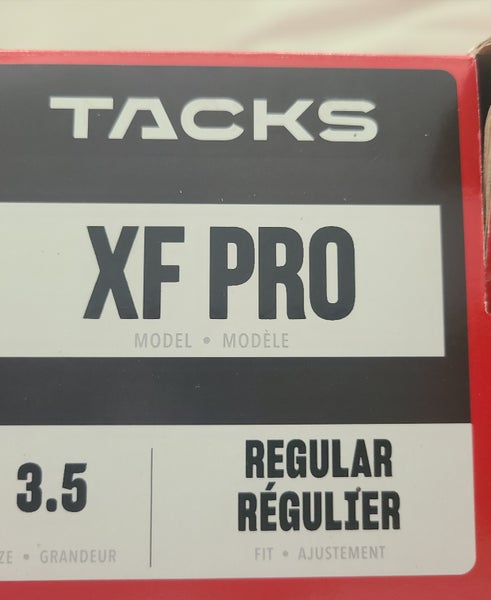 TACKS
XF PRO
MODEL • MODÈLE
3.5
ZE • GRANDEUR
REGULAR
RÉGULIER
FIT • AJUSTEMENT